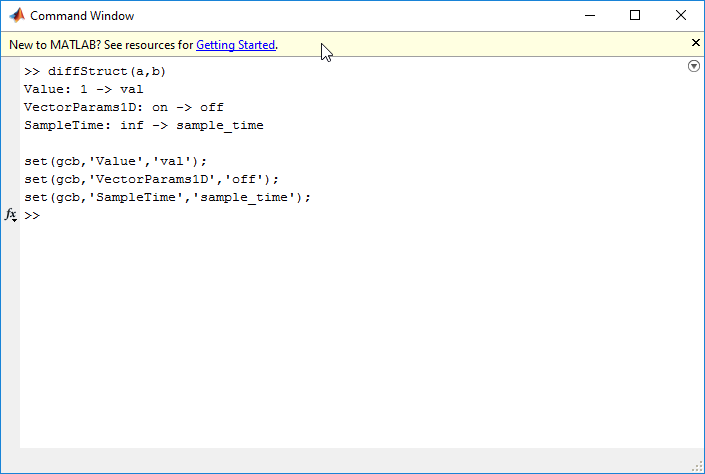 Command Window
New to MATLAB? See resources for Getting Started.
>> diffStruct(a,b)
Value: 1 -> val
VectorParams1D: on -> off
SampleTime: inf -> sample_time
set(gcb,'Value','val');
set(gcb,'VectorParams1D','off');
set(gcb,'SampleTime','sample_time');
fx >>